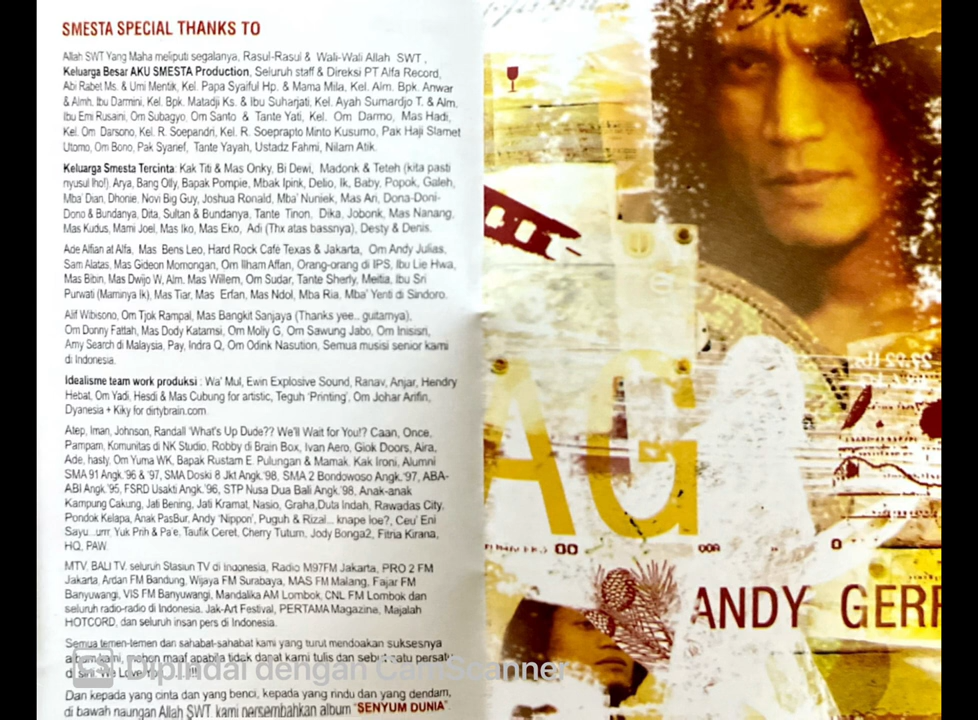 SMESTA SPECIAL THANKS TO
Allah SWT Yang Maha meliputi segalanya, Rasul-Rasul & Wali-Wali Allah SWT,
Keluarga Besar AKU SMESTA Production, Seluruh staff & Direksi PT Alfa Record,
Abi Rabet Ms. & Umi Mentik, Kel. Papa Syaiful Hp. & Mama Mila, Kel. Alm. Bpk. Anwar
& Almh. Ibu Darmini, Kel. Bpk. Matadji Ks. & Ibu Suharjati, Kel. Ayah Sumardjo T. & Alm.
Ibu Emi Rusaini, Om Subagyo, Om Santo & Tante Yati, Kel. Om Darmo, Mas Hadi,
Kel. Om Darsono, Kel. R. Soepandri, Kel. R. Soeprapto Minto Kusumo, Pak Haji Slamet
Utomo, Om Bono, Pak Syarief, Tante Yayah, Ustadz Fahmi, Nilam Atik.
Keluarga Smesta Tercinta: Kak Titi & Mas Onky, Bi Dewi, Madonk & Teteh (kita pasti
nyusul lho!). Arya, Bang Olly, Bapak Pompie, Mbak Ipink, Delio, Ik, Baby, Popok, Galeh,
Mba' Dian, Dhonie, Novi Big Guy, Joshua Ronald, Mba' Nuniek, Mas Ari, Dona-Doni-
Dono & Bundanya, Dita, Sultan & Bundanya, Tante Tinon, Dika, Jobonk, Mas Nanang,
Mas Kudus, Mami Joel, Mas Iko, Mas Eko, Adi (Thx atas bassnya), Desty & Denis.
Ade Alfian at Alfa, Mas Bens Leo, Hard Rock Café Texas & Jakarta, Om Andy Julias,
Sam Alatas, Mas Gideon Momongan, Om Ilham Affan, Orang-orang di IPS, Ibu Lie Hwa,
Mas Bibin, Mas Dwijo W, Alm. Mas Willem, Om Sudar, Tante Sherly, Meitia, Ibu Sri
Purwati (Maminya Ik), Mas Tiar, Mas Erfan, Mas Ndol, Mba Ria, Mba' Yenti di Sindoro.
Alif Wibisono, Om Tjok Rampal, Mas Bangkit Sanjaya (Thanks yee.. guitarnya),
Om Donny Fattah, Mas Dody Katamsi, Om Molly G, Om Sawung Jabo, Om Inisisri,
Amy Search di Malaysia, Pay, Indra Q, Om Odink Nasution, Semua musisi senior kami
di Indonesia.
Idealisme team work produksi : Wa' Mul, Ewin Explosive Sound, Ranav, Anjar, Hendry
Hebat, Om Yadi, Hesdi & Mas Cubung for artistic, Teguh 'Printing', Om Johar Arifin,
Dyanesia + Kiky for dirtybrain.com.
Atep, Iman, Johnson, Randall 'What's Up Dude?? We'll Wait for You!? Caan, Once,
Pampam, Komunitas di NK Studio, Robby di Brain Box, Ivan Aero, Giok Doors, Aira,
Ade, hasty, Om Yuma WK, Bapak Rustam E. Pulungan & Mamak, Kak Ironi, Alumni
SMA 91 Angk.'96 & '97, SMA Doski 8 Jkt Angk.'98, SMA 2 Bondowoso Angk.'97, ABA-
ABI Angk.'95, FSRD Usakti Angk.'96, STP Nusa Dua Bali Angk.'98, Anak-anak
Kampung Cakung, Jati Bening, Jati Kramat, Nasio, Graha,Duta Indah, Rawadas City,
Pondok Kelapa, Anak PasBur, Andy 'Nippon', Puguh & Rizal... knape loe?, Ceu' Eni
Sayu...urrr, Yuk Prih & Pa'e, Taufik Ceret, Cherry Tutum, Jody Bonga2, Fitria Kirana,
HQ, PAW.
MTV, BALI TV, seluruh Stasiun TV di Indonesia, Radio M97FM Jakarta, PRO 2 FM
Jakarta, Ardan FM Bandung, Wijaya FM Surabaya, MAS FM Malang, Fajar FM
Banyuwangi, VIS FM Banyuwangi, Mandalika AM Lombok, CNL FM Lombok dan
seluruh radio-radio di Indonesia. Jak-Art Festival, PERTAMA Magazine, Majalah
HOTCORD, dan seluruh insan pers di Indonesia.
Semua temen-temen dan sahabat-sahabat kami yang turut mendoakan suksesnya
album kami, mohon maaf apabila tidak dapat kami tulis dan sebut satu persatu
di sini. We Love You
Dan kepada yang cinta dan yang benci, kepada yang rindu dan yang dendam,
di bawah naungan Allah SWT. kami persembahkan album "SENYUM DUNIA".
AG
ANDY GERR
Dipindai dengan CamScanner